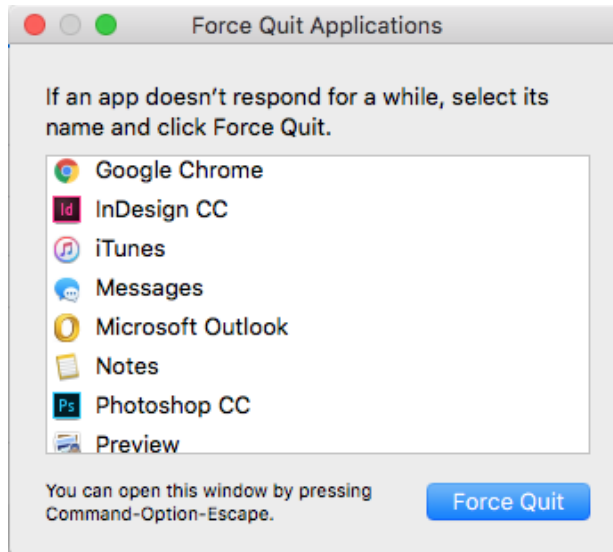 Force Quit Applications
If an app doesn’t respond for a while, select its
name and click Force Quit.
Google Chrome
Id InDesign CC
iTunes
Messages
Microsoft Outlook
Notes
Ps Photoshop CC
Preview
You can open this window by pressing
Command-Option-Escape.
Force Quit